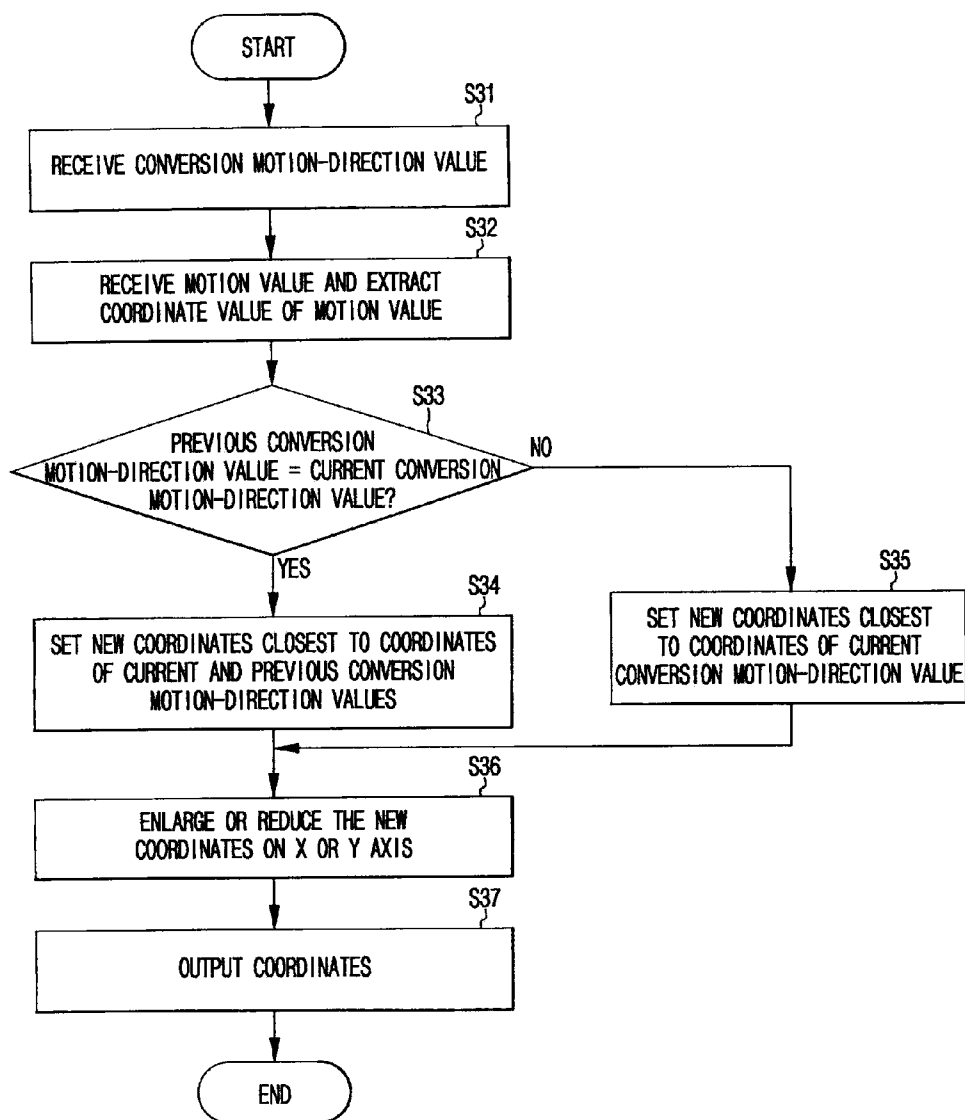 START
S31
RECEIVE CONVERSION MOTION-DIRECTION VALUE
S32
RECEIVE MOTION VALUE AND EXTRACT
COORDINATE VALUE OF MOTION VALUE
S33
PREVIOUS CONVERSION
MOTION-DIRECTION VALUE = CURRENT CONVERSION
MOTION-DIRECTION VALUE?
NO
YES
S34
SET NEW COORDINATES CLOSEST TO COORDINATES
OF CURRENT AND PREVIOUS CONVERSION
MOTION-DIRECTION VALUES
S35
SET NEW COORDINATES CLOSEST
TO COORDINATES OF CURRENT
CONVERSION MOTION-DIRECTION VALUE
S36
ENLARGE OR REDUCE THE NEW
COORDINATES ON X OR Y AXIS
S37
OUTPUT COORDINATES
END